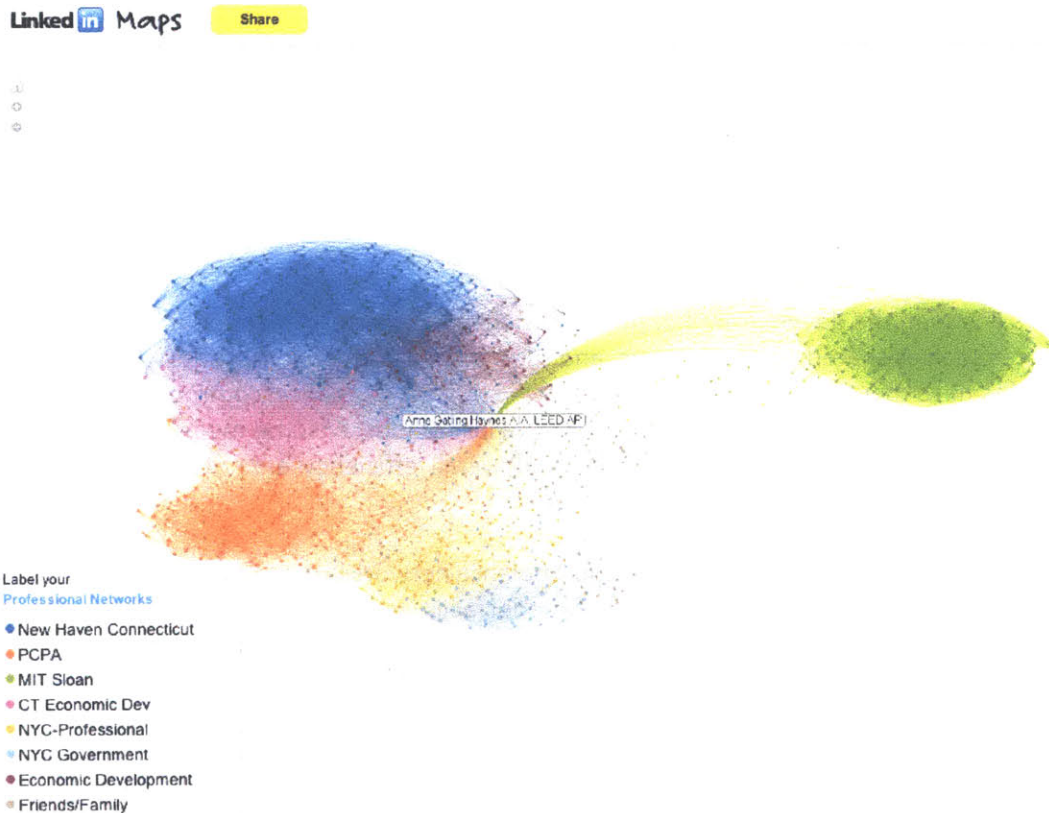 Linked in Maps
Share
Anne Gatling Haynes AIA, LEED AP
Label your
Professional Networks
New Haven Connecticut
PCPA
MIT Sloan
CT Economic Dev
NYC-Professional
NYC Government
Economic Development
Friends/Family